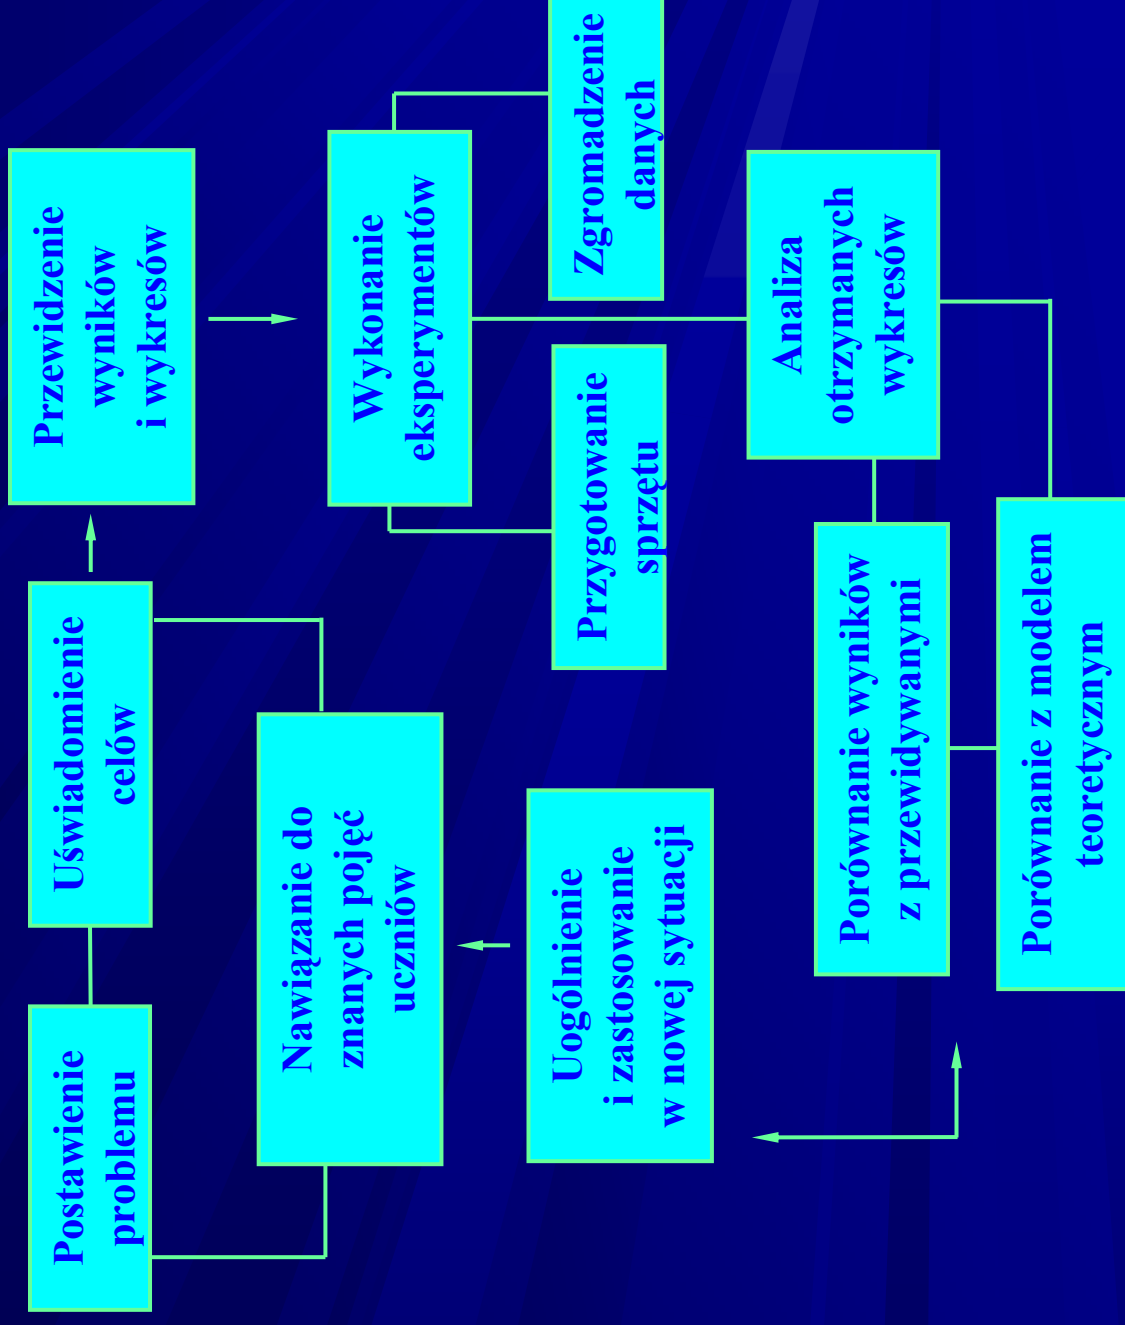 Postawienie
problemu
Uświadomienie
celów
Przewidzenie
wyników
i wykresów
Nawiązanie do
znanych pojęć
uczniów
Wykonanie
eksperymentów
Uogólnienie
i zastosowanie
w nowej sytuacji
Przygotowanie
sprzętu
Zgromadzenie
danych
Analiza
otrzymanych
wykresów
Porównanie wyników
z przewidywanymi
Porównanie z modelem
teoretycznym